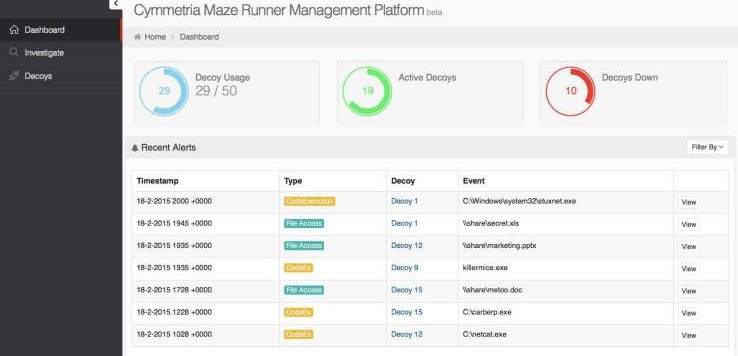 Cymmetria Maze Runner Management Platform beta
Dashboard
Investigate
Decoys
Home > Dashboard
29
Decoy Usage
29 / 50
19
Active Decoys
10
Decoys Down
Recent Alerts
Filter By
Timestamp Type Decoy Event
18-2-2015 2000 +0000 CodeExecution Decoy 1 C:\Windows\system32\stuxnet.exe View
18-2-2015 1945 +0000 File Access Decoy 1 \\share\secret.xls View
18-2-2015 1935 +0000 File Access Decoy 12 \\share\marketing.pptx View
18-2-2015 1935 +0000 CodeEx Decoy 9 killermice.exe View
18-2-2015 1728 +0000 File Access Decoy 15 \\share\metoo.doc View
18-2-2015 1228 +0000 CodeEx Decoy 15 C:\carberp.exe View
18-2-2015 1028 +0000 CodeEx Decoy 12 C:\netcat.exe View